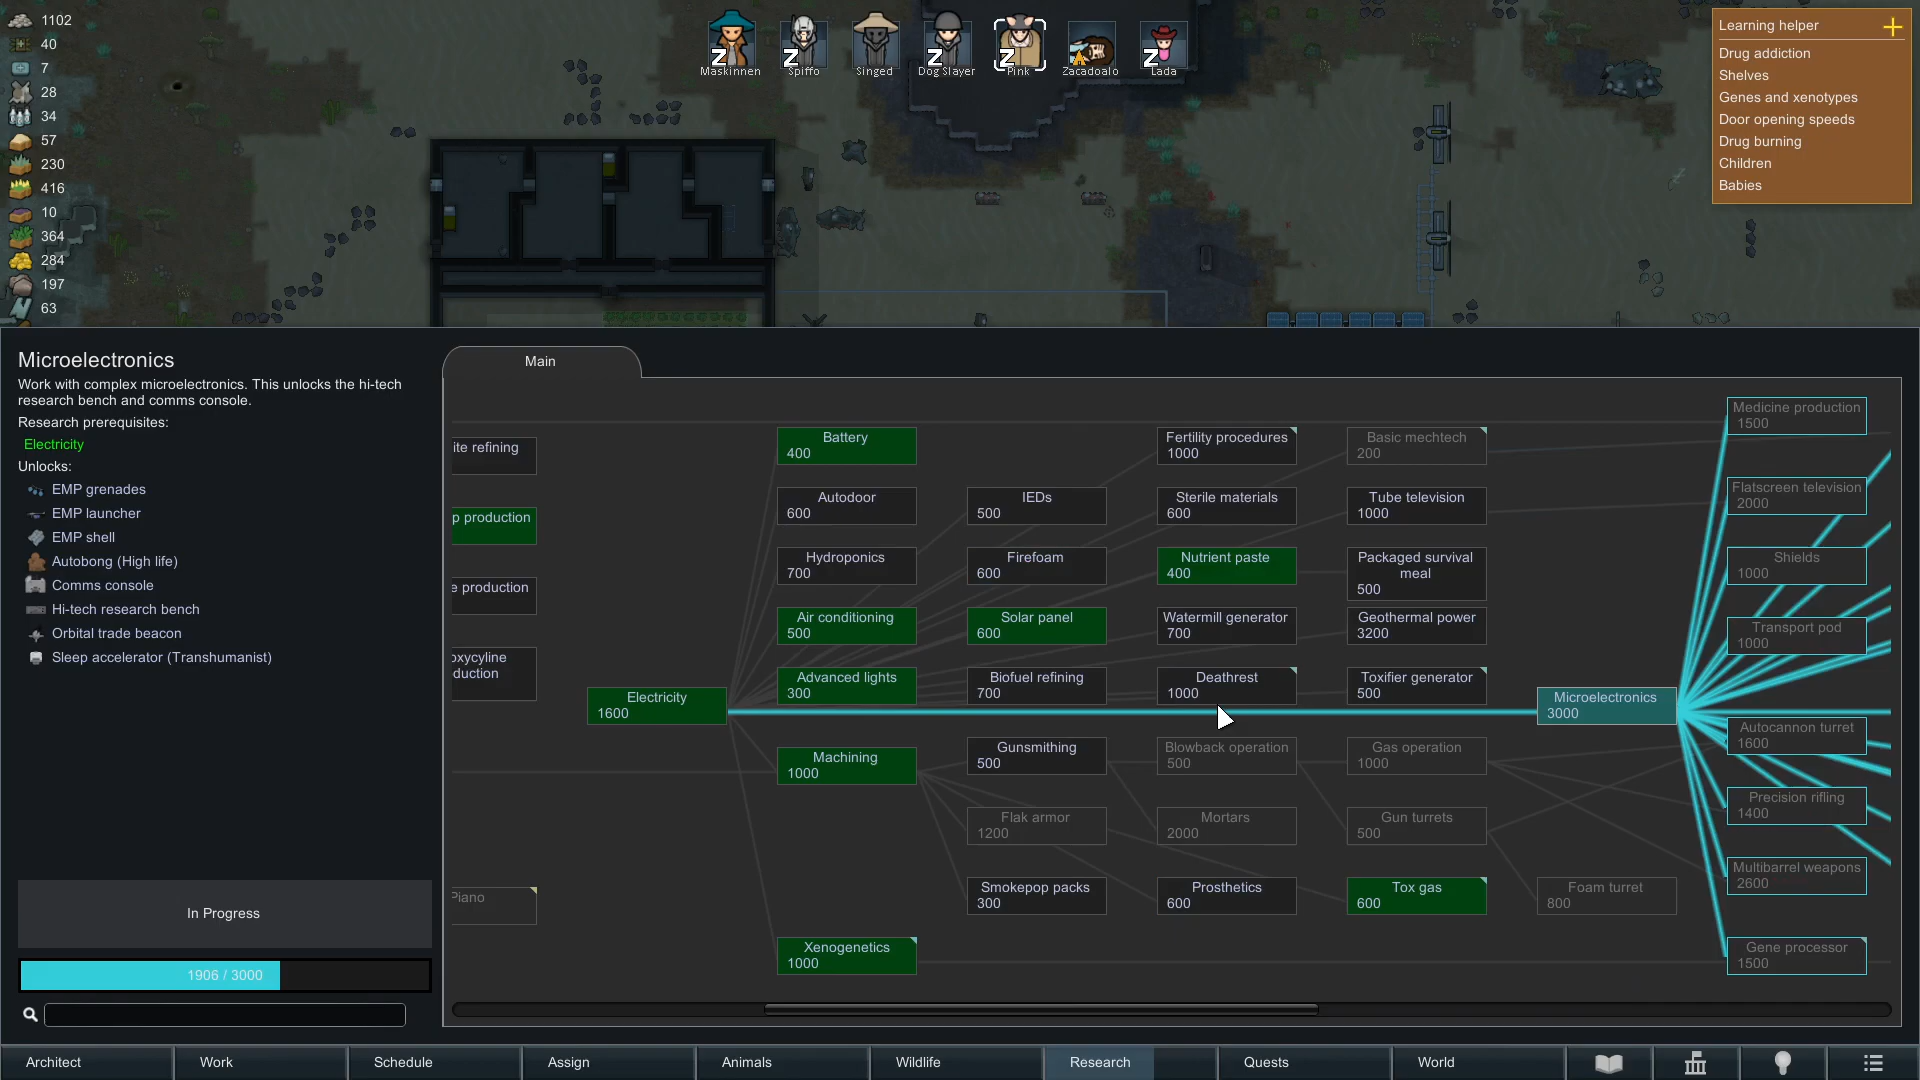 1102
40
7
28
34
57
230
416
10
364
284
197
63
Z Z Z Z Z
Maskinnen Spiffo Singed Dog Slayer Pink Zacadoalo Lada
Learning helper
Drug addiction
Shelves
Genes and xenotypes
Door opening speeds
Drug burning
Children
Babies
Microelectronics
Work with complex microelectronics. This unlocks the hi-tech
research bench and comms console.
Research prerequisites:
Electricity
Unlocks:
EMP grenades
EMP launcher
EMP shell
Autobong (High life)
Comms console
Hi-tech research bench
Orbital trade beacon
Sleep accelerator (Transhumanist)
In Progress
1906 / 3000
Main
ite refining
p production
e production
oxycyline
duction
Piano
Electricity
1600
Battery
400
Autodoor
600
Hydroponics
700
Air conditioning
500
Advanced lights
300
Machining
1000
Xenogenetics
1000
IEDs
500
Firefoam
600
Solar panel
600
Biofuel refining
700
Gunsmithing
500
Flak armor
1200
Smokepop packs
300
Fertility procedures
1000
Sterile materials
600
Nutrient paste
400
Watermill generator
700
Deathrest
1000
Blowback operation
500
Mortars
2000
Prosthetics
600
Basic mechtech
200
Tube television
1000
Packaged survival
meal
500
Geothermal power
3200
Toxifier generator
500
Gas operation
1000
Gun turrets
500
Tox gas
600
Microelectronics
3000
Foam turret
800
Medicine production
1500
Flatscreen television
2000
Shields
1000
Transport pod
1000
Autocannon turret
1600
Precision rifling
1400
Multibarrel weapons
2600
Gene processor
1500
Architect Work Schedule Assign Animals Wildlife Research Quests World